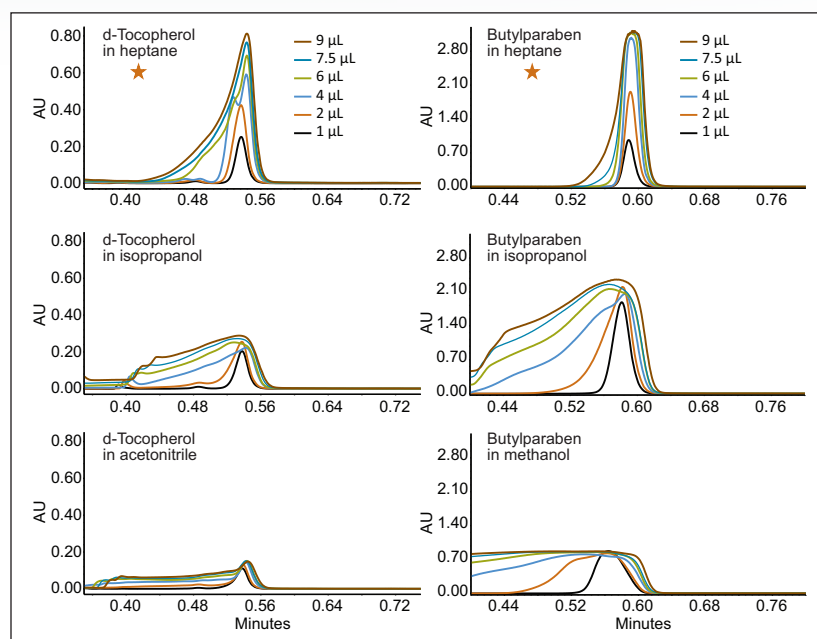 d-Tocopherol
in heptane
9 µL
7.5 µL
6 µL
4 µL
2 µL
1 µL
AU
0.80
0.60
0.40
0.20
0.00
0.40 0.48 0.56 0.64 0.72
Butylparaben
in heptane
9 µL
7.5 µL
6 µL
4 µL
2 µL
1 µL
AU
2.80
2.10
1.40
0.70
0.00
0.44 0.52 0.60 0.68 0.76
d-Tocopherol
in isopropanol
AU
0.80
0.60
0.40
0.20
0.00
0.40 0.48 0.56 0.64 0.72
Butylparaben
in isopropanol
AU
2.80
2.10
1.40
0.70
0.00
0.44 0.52 0.60 0.68 0.76
d-Tocopherol
in acetonitrile
AU
0.80
0.60
0.40
0.20
0.00
0.40 0.48 0.56 0.64 0.72
Minutes
Butylparaben
in methanol
AU
2.80
2.10
1.40
0.70
0.00
0.44 0.52 0.60 0.68 0.76
Minutes